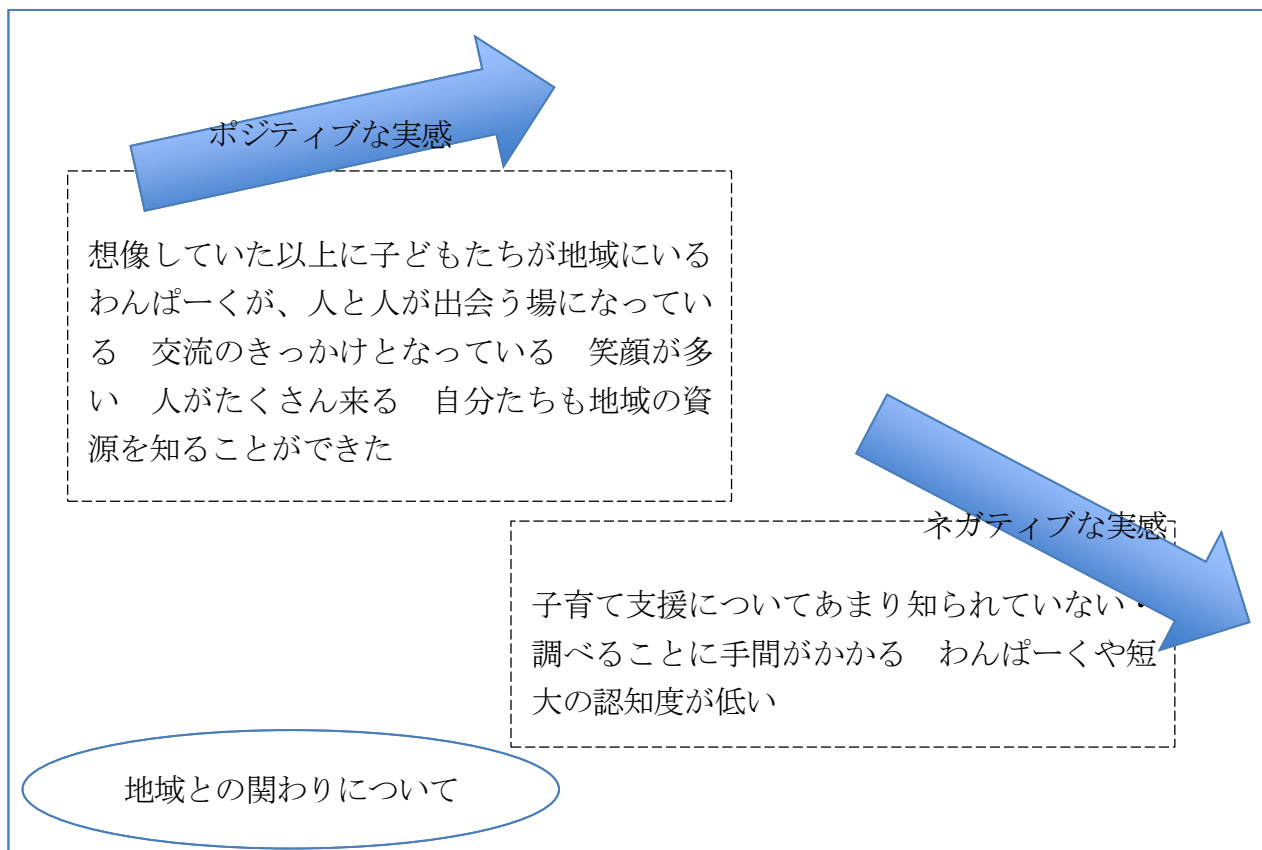 ポジティブな実感
想像していた以上に子どもたちが地域にいる
わんぱーくが、人と人が出会う場になってい
る　交流のきっかけとなっている　笑顔が多
い　人がたくさん来る　自分たちも地域の資
源を知ることができた
ネガティブな実感
子育て支援についてあまり知られていない・
調べることに手間がかかる　わんぱーくや短
大の認知度が低い
地域との関わりについて